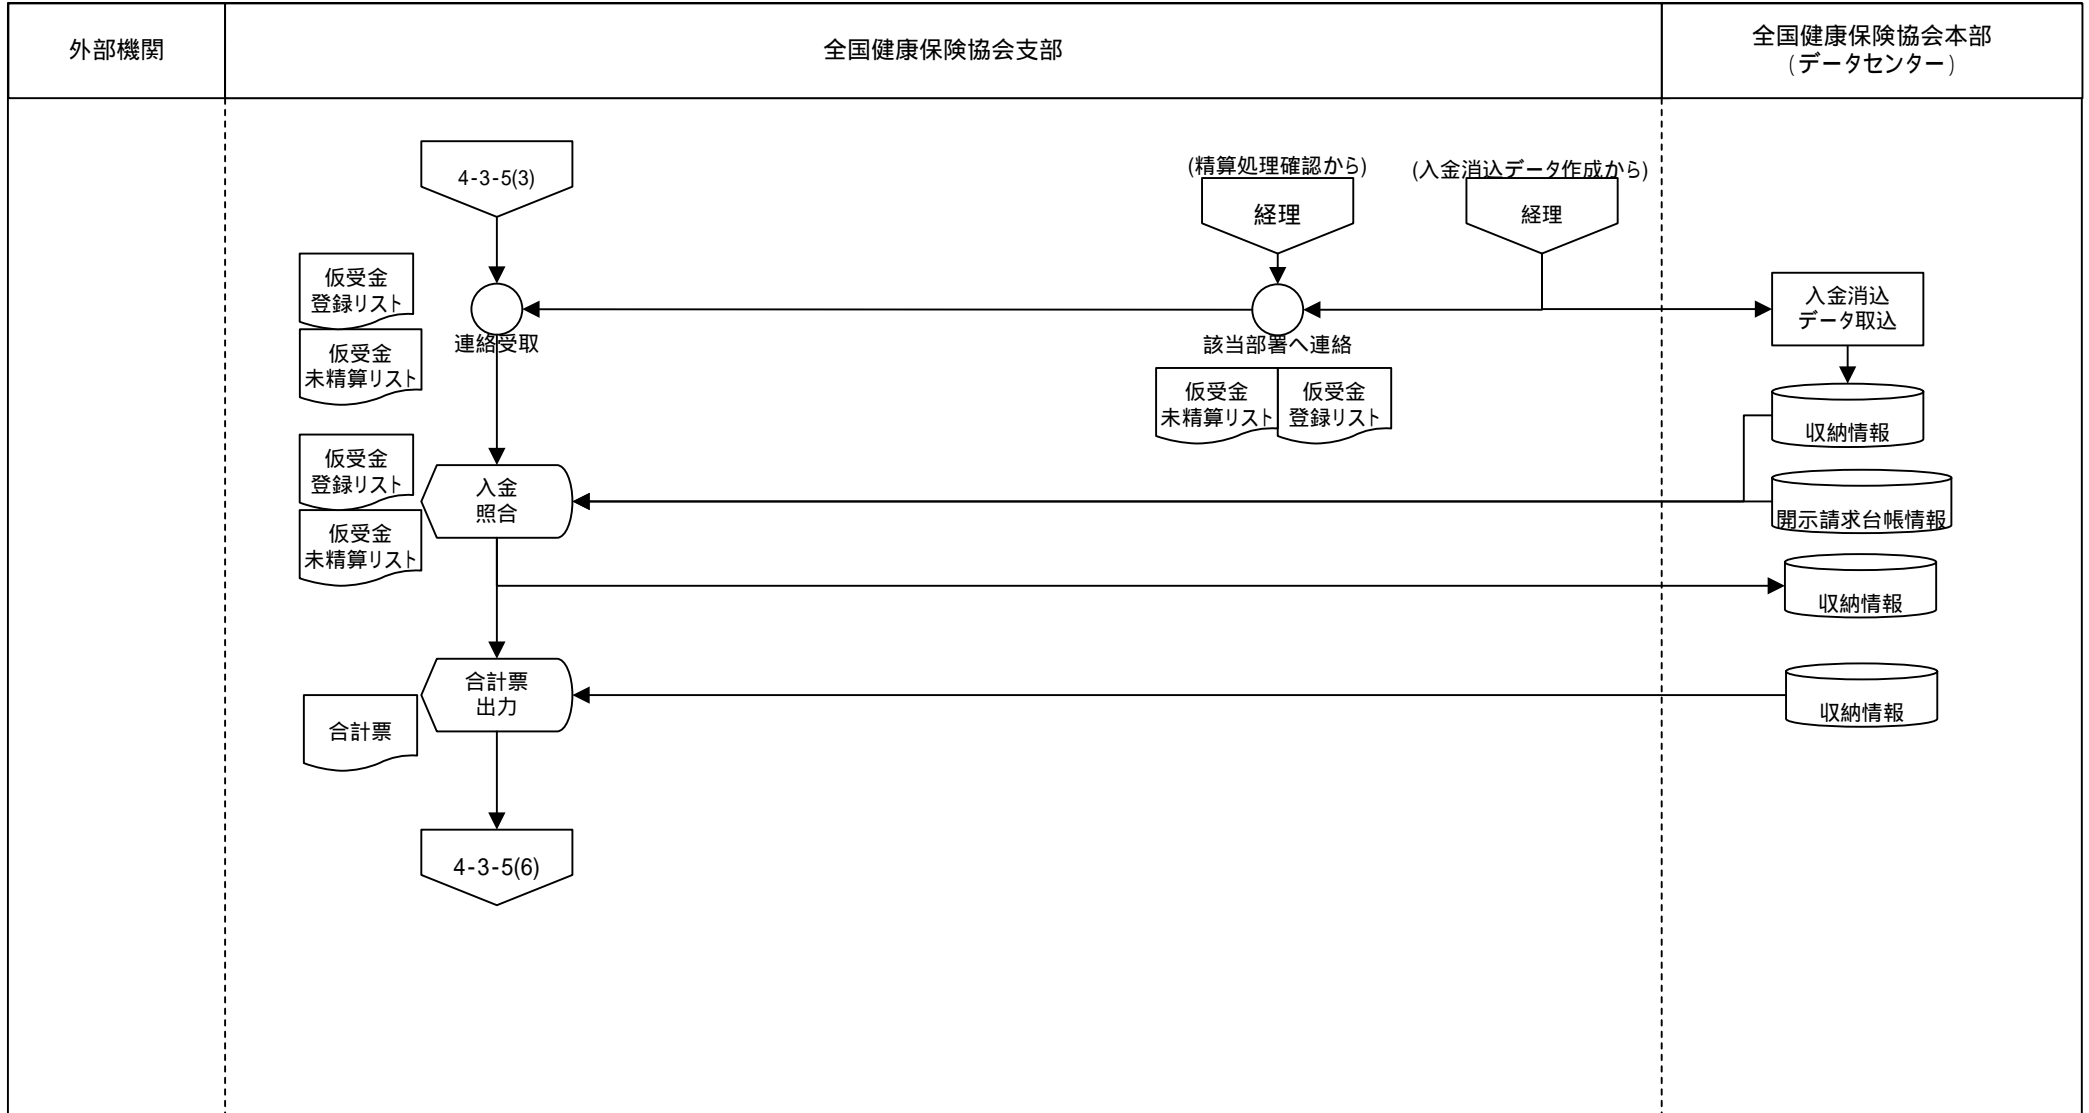 外部機関
全国健康保険協会支部
全国健康保険協会本部
(データセンター)
4-3-5(3)
(精算処理確認から)
経理
(入金消込データ作成から)
経理
仮受金
登録リスト
仮受金
未精算リスト
連絡受取
該当部署へ連絡
仮受金
未精算リスト
仮受金
登録リスト
入金消込
データ取込
収納情報
仮受金
登録リスト
仮受金
未精算リスト
入金
照合
開示請求台帳情報
収納情報
合計票
出力
合計票
収納情報
4-3-5(6)